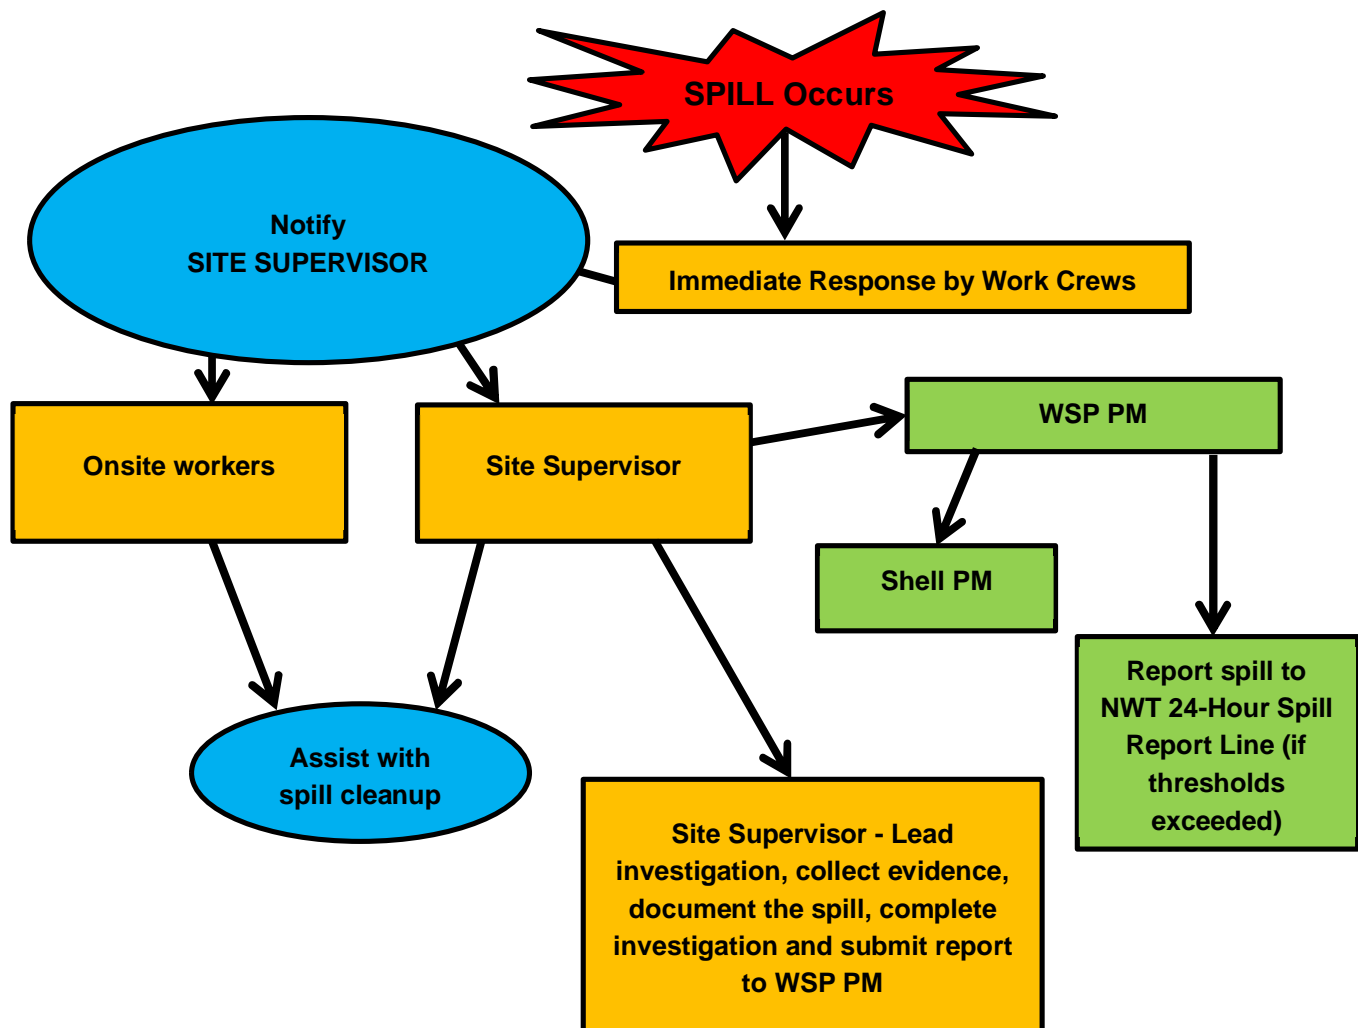 SPILL Occurs
Notify
SITE SUPERVISOR
Immediate Response by Work Crews
Onsite workers
Site Supervisor
WSP PM
Shell PM
Report spill to
NWT 24-Hour Spill
Report Line (if
thresholds
exceeded)
Assist with
spill cleanup
Site Supervisor - Lead
investigation, collect evidence,
document the spill, complete
investigation and submit report
to WSP PM